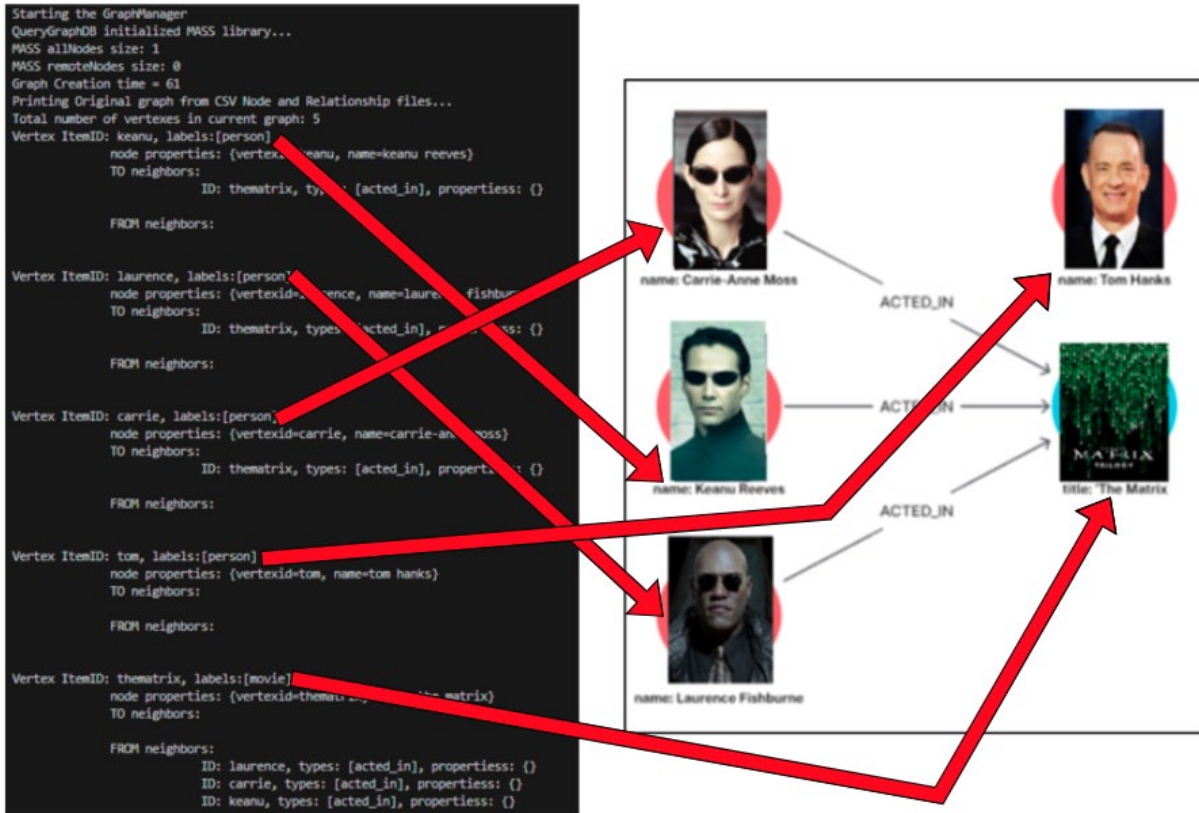 Starting the GraphManager
QueryGraphDB initialized MASS library...
MASS allNodes size: 1
MASS remoteNodes size: 0
Graph Creation time = 61
Printing Original graph from CSV Node and Relationship files...
Total number of vertexes in current graph: 5
Vertex ItemID: keanu, labels:[person]
node properties: {vertexid keanu, name=keanu reeves}
TO neighbors:
ID: thematrix, types: [acted_in], propertiess: {}
FROM neighbors:
Vertex ItemID: laurence, labels:[person]
node properties: {vertexid= name=laurence
TO neighbors:
ID: thematrix, types: [acted_in], {}
FROM neighbors:
Vertex ItemID: carrie, labels:[person]
node properties: {vertexid=carrie, name=carrie-anne moss}
TO neighbors:
ID: thematrix, types: [acted_in], propertiess: {}
FROM neighbors:
Vertex ItemID: tom, labels:[person]
node properties: {vertexid=tom, name=tom hanks}
TO neighbors:
FROM neighbors:
Vertex ItemID: thematrix, labels:[movie]
node properties: {vertexid=thematrix, matrix}
TO neighbors:
FROM neighbors:
ID: laurence, types: [acted_in], propertiess: {}
ID: carrie, types: [acted_in], propertiess: {}
ID: keanu, types: [acted_in], propertiess: {}
name: Carrie-Anne Moss
name: Tom Hanks
ACTED_IN
ACTED_IN
MATRIX
TRILOGY
name: Keanu Reeves
title: 'The Matrix
ACTED_IN
name: Laurence Fishburne